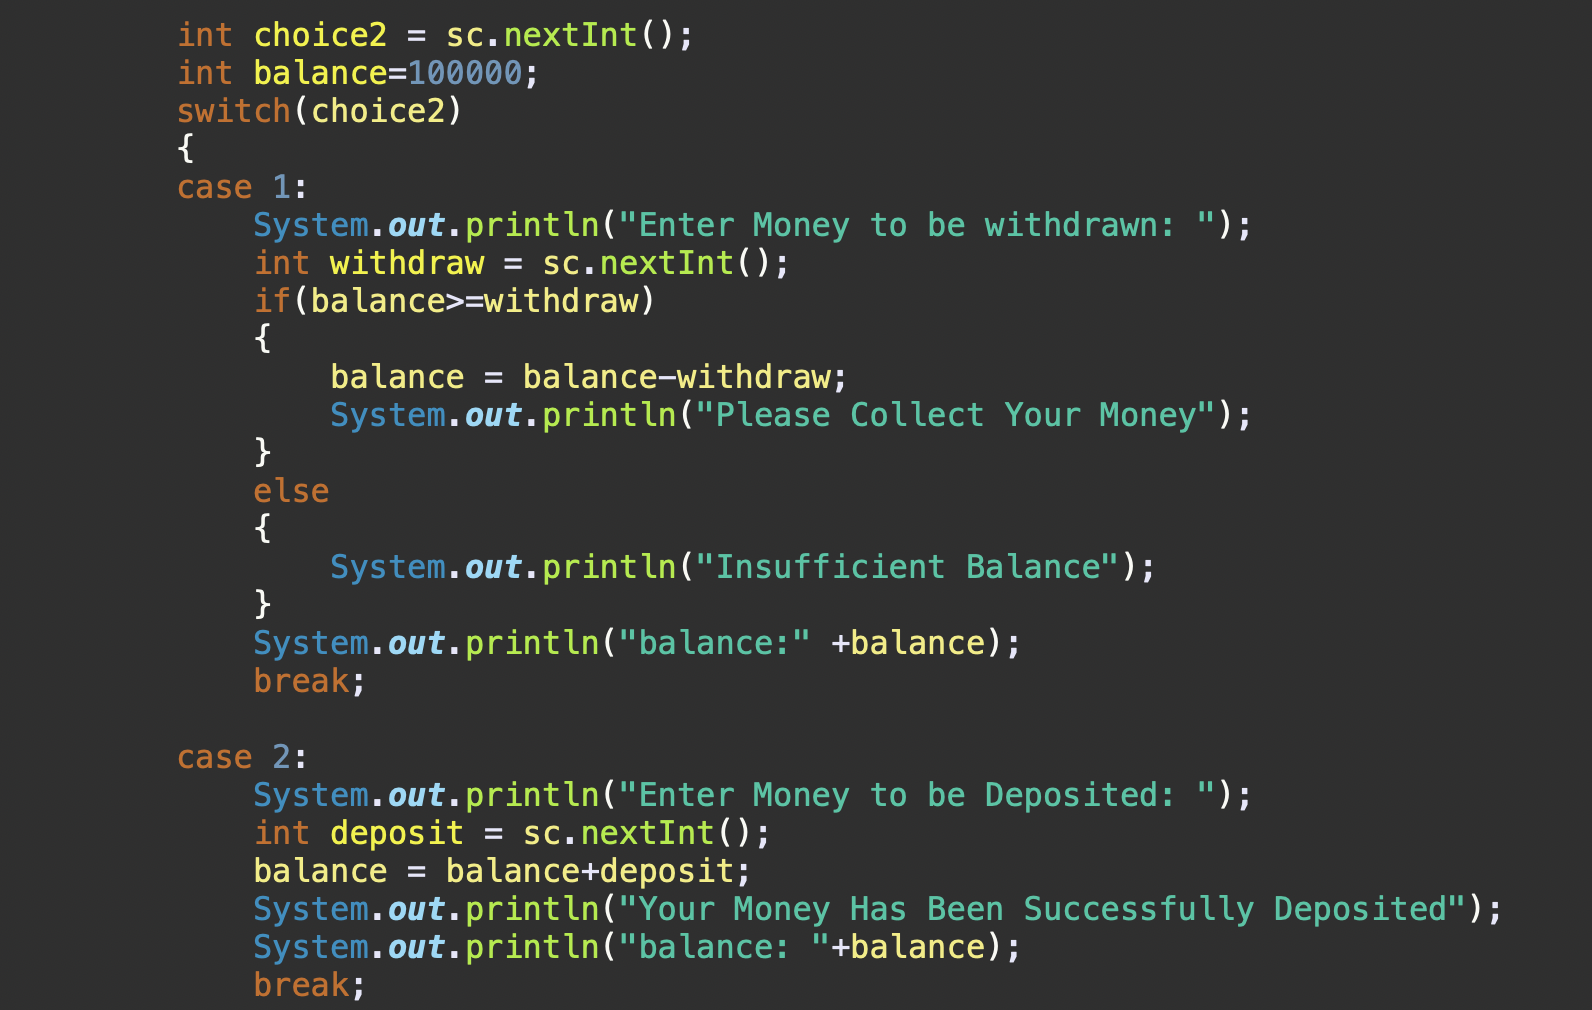 int choice2 = sc.nextInt();
int balance=100000;
switch(choice2)
{
case 1:
System.out.println("Enter Money to be withdrawn: ");
int withdraw = sc.nextInt();
if(balance>=withdraw)
{
balance = balance-withdraw;
System.out.println("Please Collect Your Money");
}
else
{
System.out.println("Insufficient Balance");
}
System.out.println("balance:" +balance);
break;
case 2:
System.out.println("Enter Money to be Deposited: ");
int deposit = sc.nextInt();
balance = balance+deposit;
System.out.println("Your Money Has Been Successfully Deposited");
System.out.println("balance: "+balance);
break;